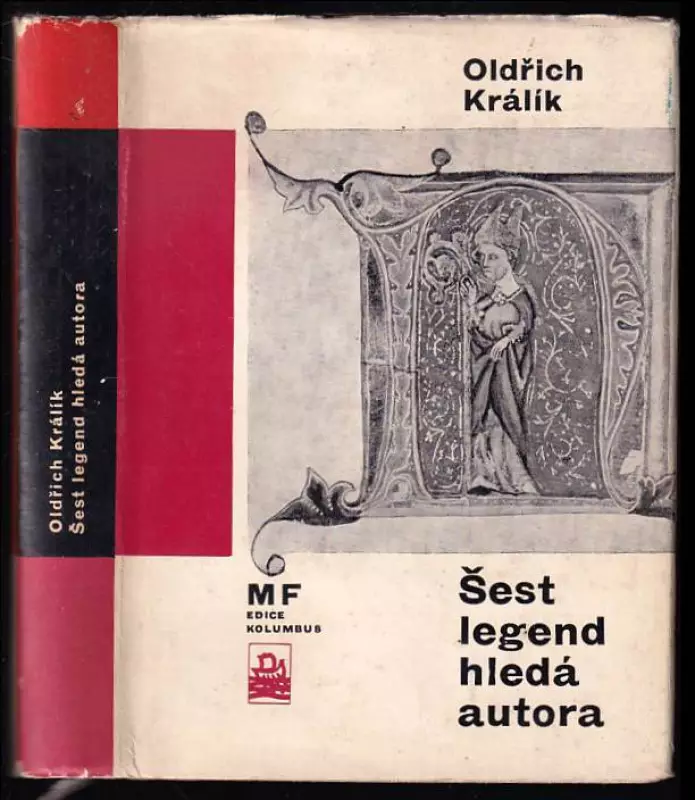 Oldřich
Králík
Oldřich Králík
Šest legend hledá autora
MF
EDICE
KOLUMBUS
Šest
legend
hledá
autora